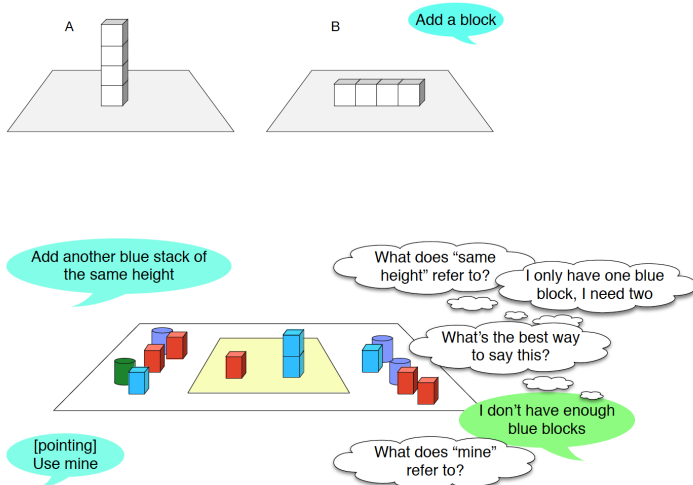 A
B
Add a block
Add another blue stack of
the same height
What does “same
height” refer to?
I only have one blue
block, I need two
What’s the best way
to say this?
I don’t have enough
blue blocks
[pointing]
Use mine
What does “mine”
refer to?